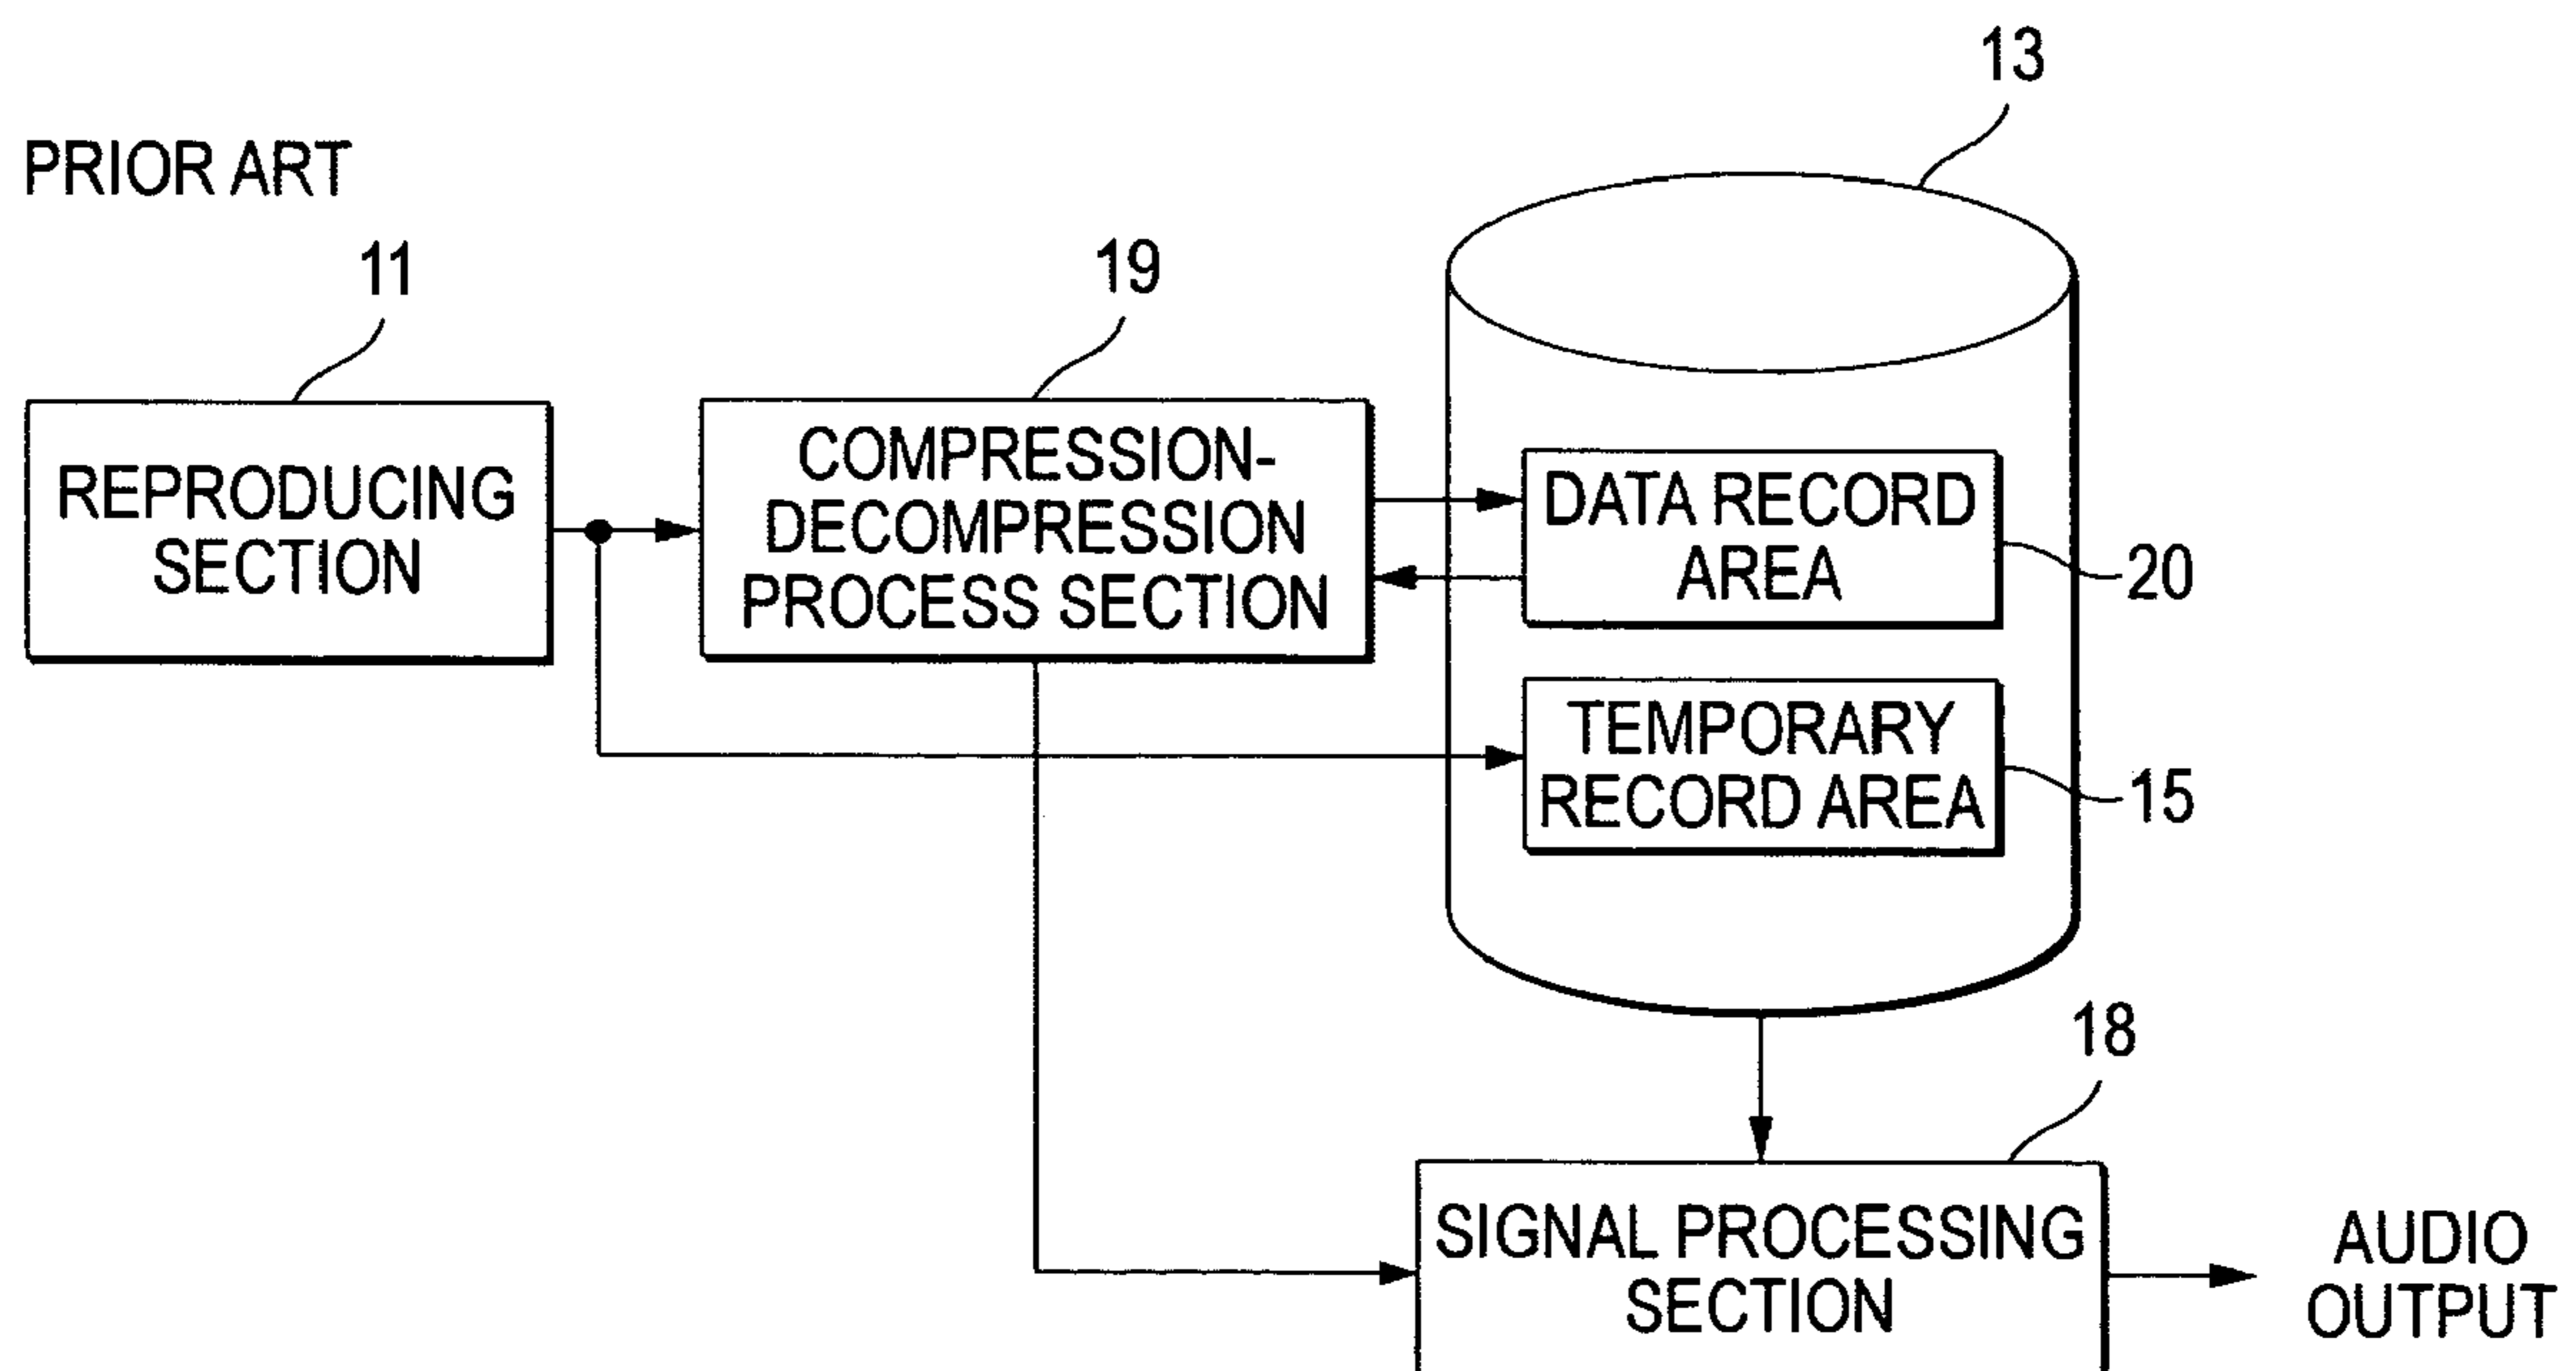 13
PRIOR ART
11
19
REPRODUCING
SECTION
COMPRESSION-
DECOMPRESSION
PROCESS SECTION
DATA RECORD
AREA
20
TEMPORARY
RECORD AREA
15
18
SIGNAL PROCESSING
SECTION
AUDIO
OUTPUT